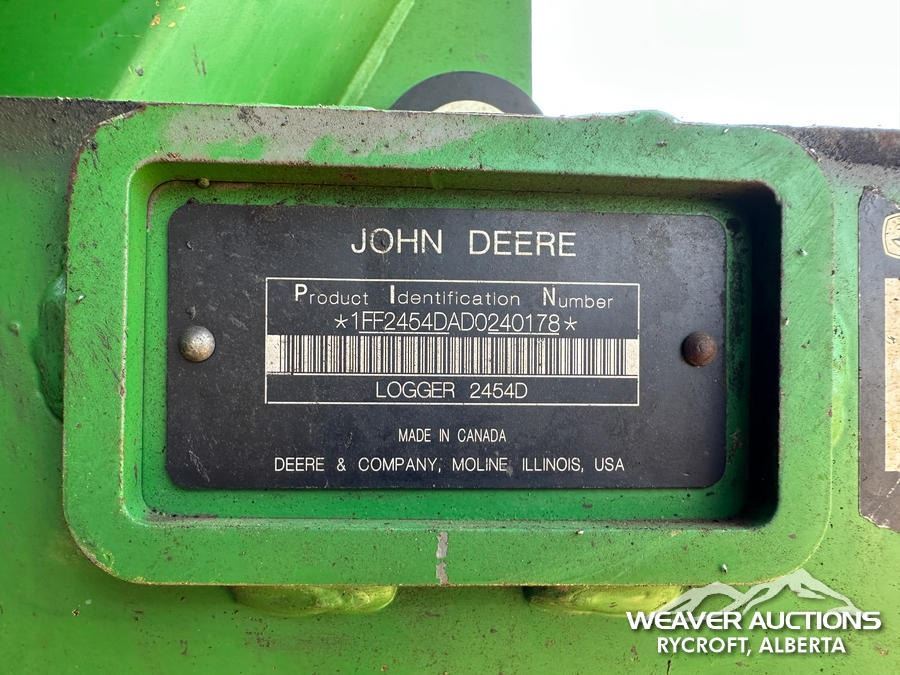 JOHN DEERE
Product Identification Number
*1FF2454DAD0240178*
LOGGER 2454D
MADE IN CANADA
DEERE & COMPANY, MOLINE ILLINOIS, USA
WEAVER AUCTIONS
RYCROFT, ALBERTA